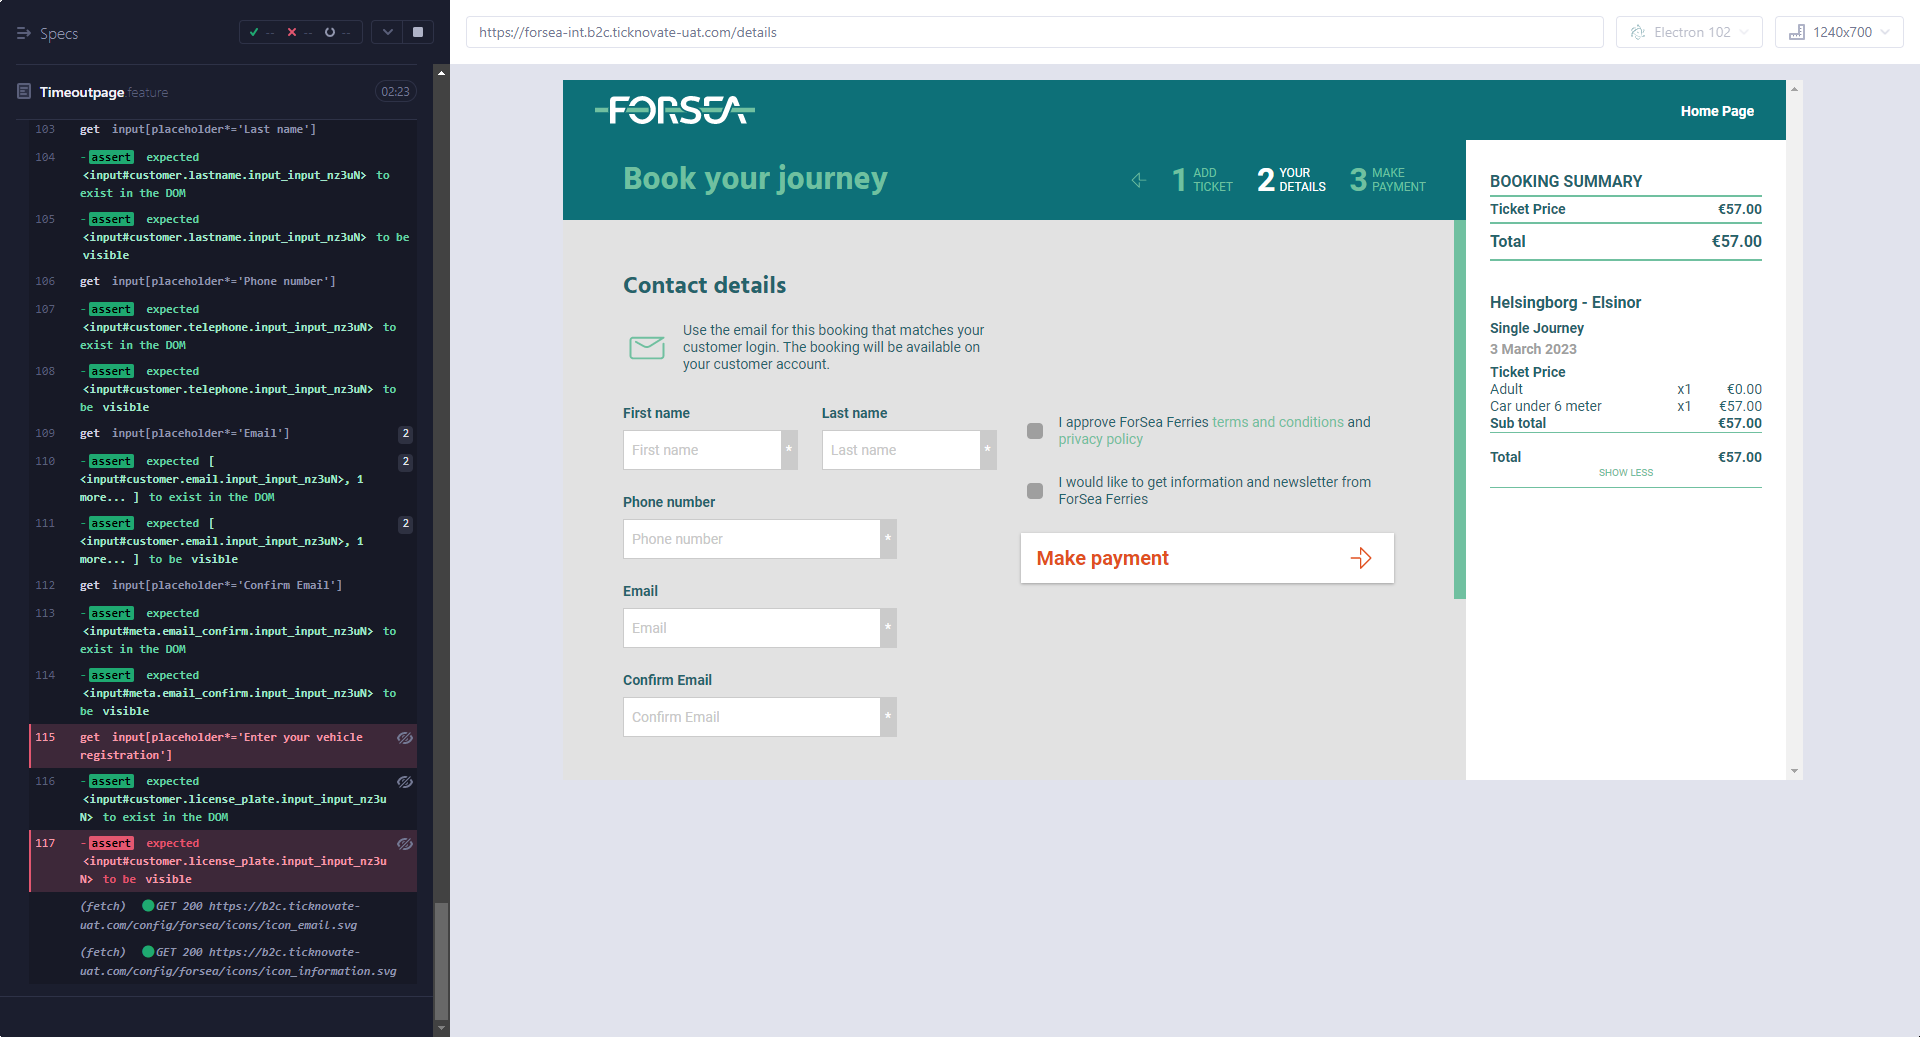 Specs
-- -- --
Timeoutpage feature
02:23
103 get input[placeholder*='Last name']
104 -assert expected
<input#customer.lastname.input_input_nz3uN> to
exist in the DOM
105 -assert expected
<input#customer.lastname.input_input_nz3uN> to be
visible
106 get input[placeholder*='Phone number']
107 -assert expected
<input#customer.telephone.input_input_nz3uN> to
exist in the DOM
108 -assert expected
<input#customer.telephone.input_input_nz3uN> to
be visible
109 get input[placeholder*='Email'] 2
110 -assert expected [ 2
<input#customer.email.input_input_nz3uN>, 1
more... ] to exist in the DOM
111 -assert expected [ 2
<input#customer.email.input_input_nz3uN>, 1
more... ] to be visible
112 get input[placeholder*='Confirm Email']
113 -assert expected
<input#meta.email_confirm.input_input_nz3uN> to
exist in the DOM
114 -assert expected
<input#meta.email_confirm.input_input_nz3uN> to
be visible
115 get input[placeholder*='Enter your vehicle
registration']
116 -assert expected
<input#customer.license_plate.input_input_nz3u
N> to exist in the DOM
117 -assert expected
<input#customer.license_plate.input_input_nz3u
N> to be visible
(fetch) GET 200 https://b2c.ticknovate-
uat.com/config/forsea/icons/icon_email.svg
(fetch) GET 200 https://b2c.ticknovate-
uat.com/config/forsea/icons/icon_information.svg
https://forsea-int.b2c.ticknovate-uat.com/details
Electron 102
1240x700
FORSEA
Home Page
Book your journey
1 ADD TICKET
2 YOUR DETAILS
3 MAKE PAYMENT
Contact details
Use the email for this booking that matches your
customer login. The booking will be available on
your customer account.
First name
First name *
Last name
Last name *
Phone number
Phone number *
Email
Email *
Confirm Email
Confirm Email *
I approve ForSea Ferries terms and conditions and
privacy policy
I would like to get information and newsletter from
ForSea Ferries
Make payment
BOOKING SUMMARY
Ticket Price €57.00
Total €57.00
Helsingborg - Elsinor
Single Journey
3 March 2023
Ticket Price
Adult x1 €0.00
Car under 6 meter x1 €57.00
Sub total €57.00
Total €57.00
SHOW LESS